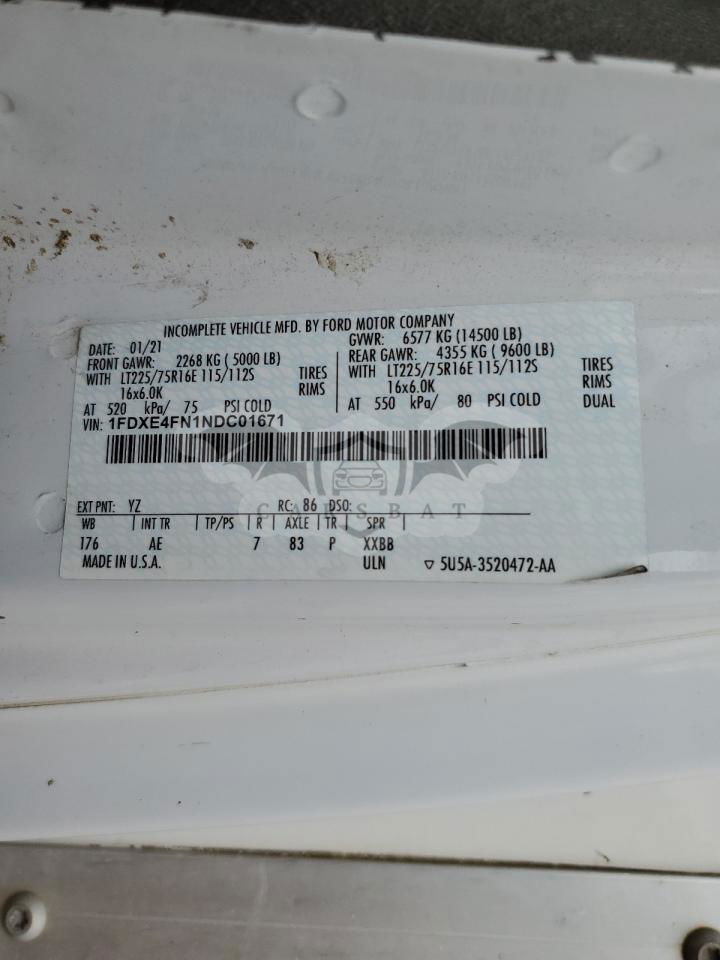 INCOMPLETE VEHICLE MFD. BY FORD MOTOR COMPANY
DATE: 01/21 GVWR: 6577 KG (14500 LB)
FRONT GAWR: 2268 KG ( 5000 LB) REAR GAWR: 4355 KG ( 9600 LB)
WITH LT225/75R16E 115/112S TIRES WITH LT225/75R16E 115/112S TIRES
16x6.0K RIMS 16x6.0K RIMS
AT 520 kPa/ 75 PSI COLD AT 550 kPa/ 80 PSI COLD DUAL
VIN: 1FDXE4FN1NDC01671
CARSBAT
EXT PNT: YZ RC: 86 DSO:
WB | INT TR | TP/PS | R | AXLE | TR | SPR |
176 AE 7 83 P XXBB
MADE IN U.S.A. ULN ▽ 5U5A-3520472-AA